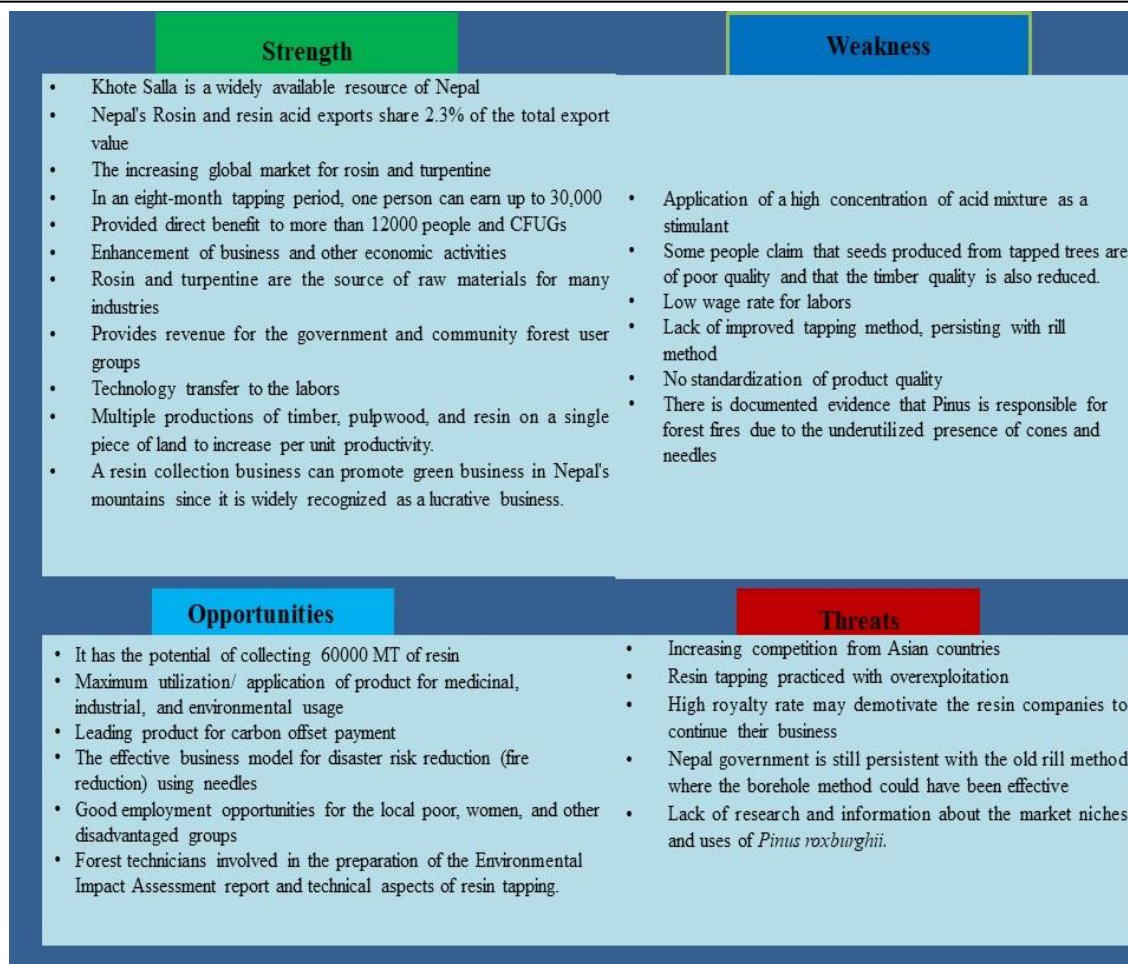 Strength
• Khote Salla is a widely available resource of Nepal
• Nepal's Rosin and resin acid exports share 2.3% of the total export
value
• The increasing global market for rosin and turpentine
• In an eight-month tapping period, one person can earn up to 30,000
• Provided direct benefit to more than 12000 people and CFUGs
• Enhancement of business and other economic activities
• Rosin and turpentine are the source of raw materials for many
industries
• Provides revenue for the government and community forest user
groups
• Technology transfer to the labors
• Multiple productions of timber, pulpwood, and resin on a single
piece of land to increase per unit productivity.
• A resin collection business can promote green business in Nepal's
mountains since it is widely recognized as a lucrative business.
Weakness
• Application of a high concentration of acid mixture as a
stimulant
• Some people claim that seeds produced from tapped trees are
of poor quality and that the timber quality is also reduced.
• Low wage rate for labors
• Lack of improved tapping method, persisting with rill
method
• No standardization of product quality
• There is documented evidence that Pinus is responsible for
forest fires due to the underutilized presence of cones and
needles
Opportunities
• It has the potential of collecting 60000 MT of resin
• Maximum utilization/ application of product for medicinal,
industrial, and environmental usage
• Leading product for carbon offset payment
• The effective business model for disaster risk reduction (fire
reduction) using needles
• Good employment opportunities for the local poor, women, and other
disadvantaged groups
• Forest technicians involved in the preparation of the Environmental
Impact Assessment report and technical aspects of resin tapping.
Threats
• Increasing competition from Asian countries
• Resin tapping practiced with overexploitation
• High royalty rate may demotivate the resin companies to
continue their business
• Nepal government is still persistent with the old rill method
where the borehole method could have been effective
• Lack of research and information about the market niches
and uses of Pinus roxburghii.